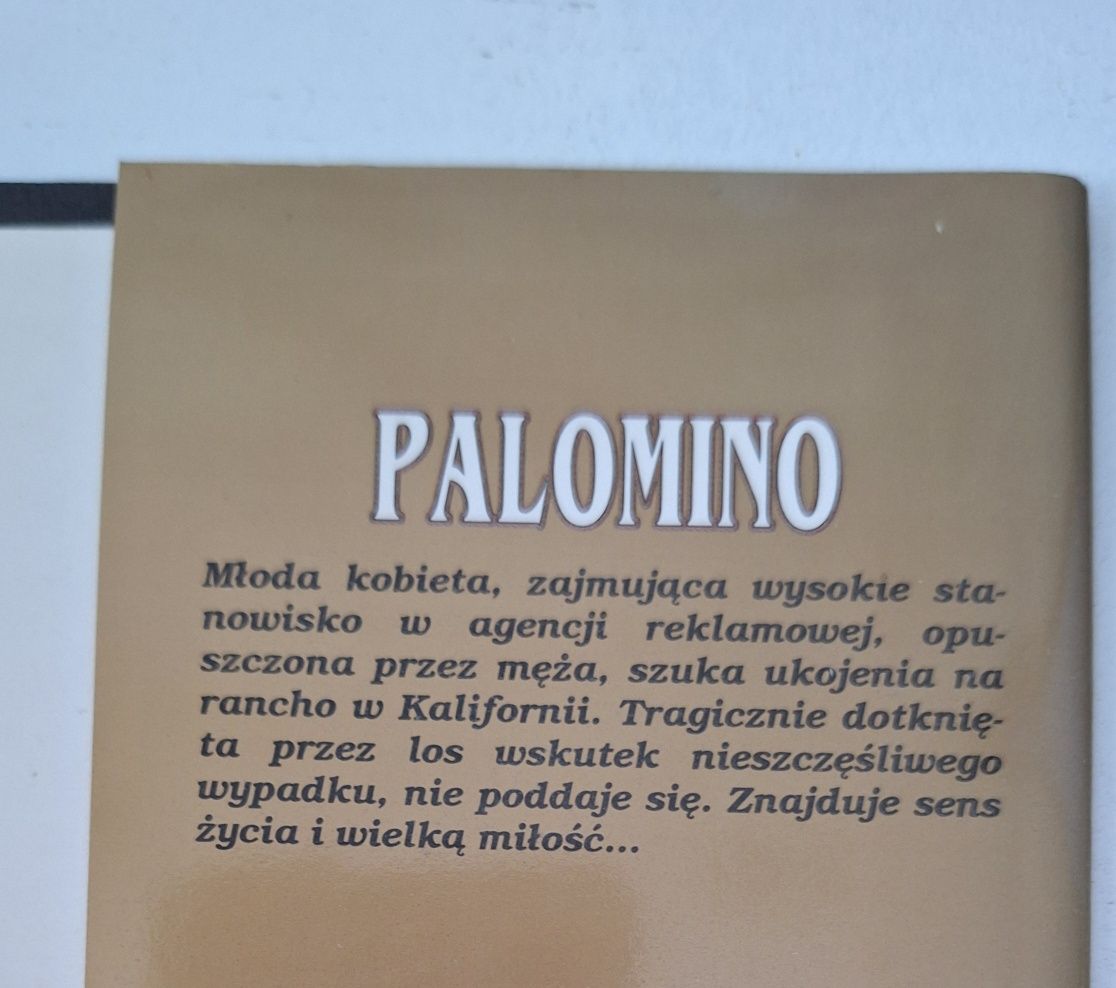 PALOMINO
Młoda kobieta, zajmująca wysokie sta-
nowisko w agencji reklamowej, opu-
szczona przez męża, szuka ukojenia na
rancho w Kalifornii. Tragicznie dotknię-
ta przez los wskutek nieszczęśliwego
wypadku, nie poddaje się. Znajduje sens
życia i wielką miłość...